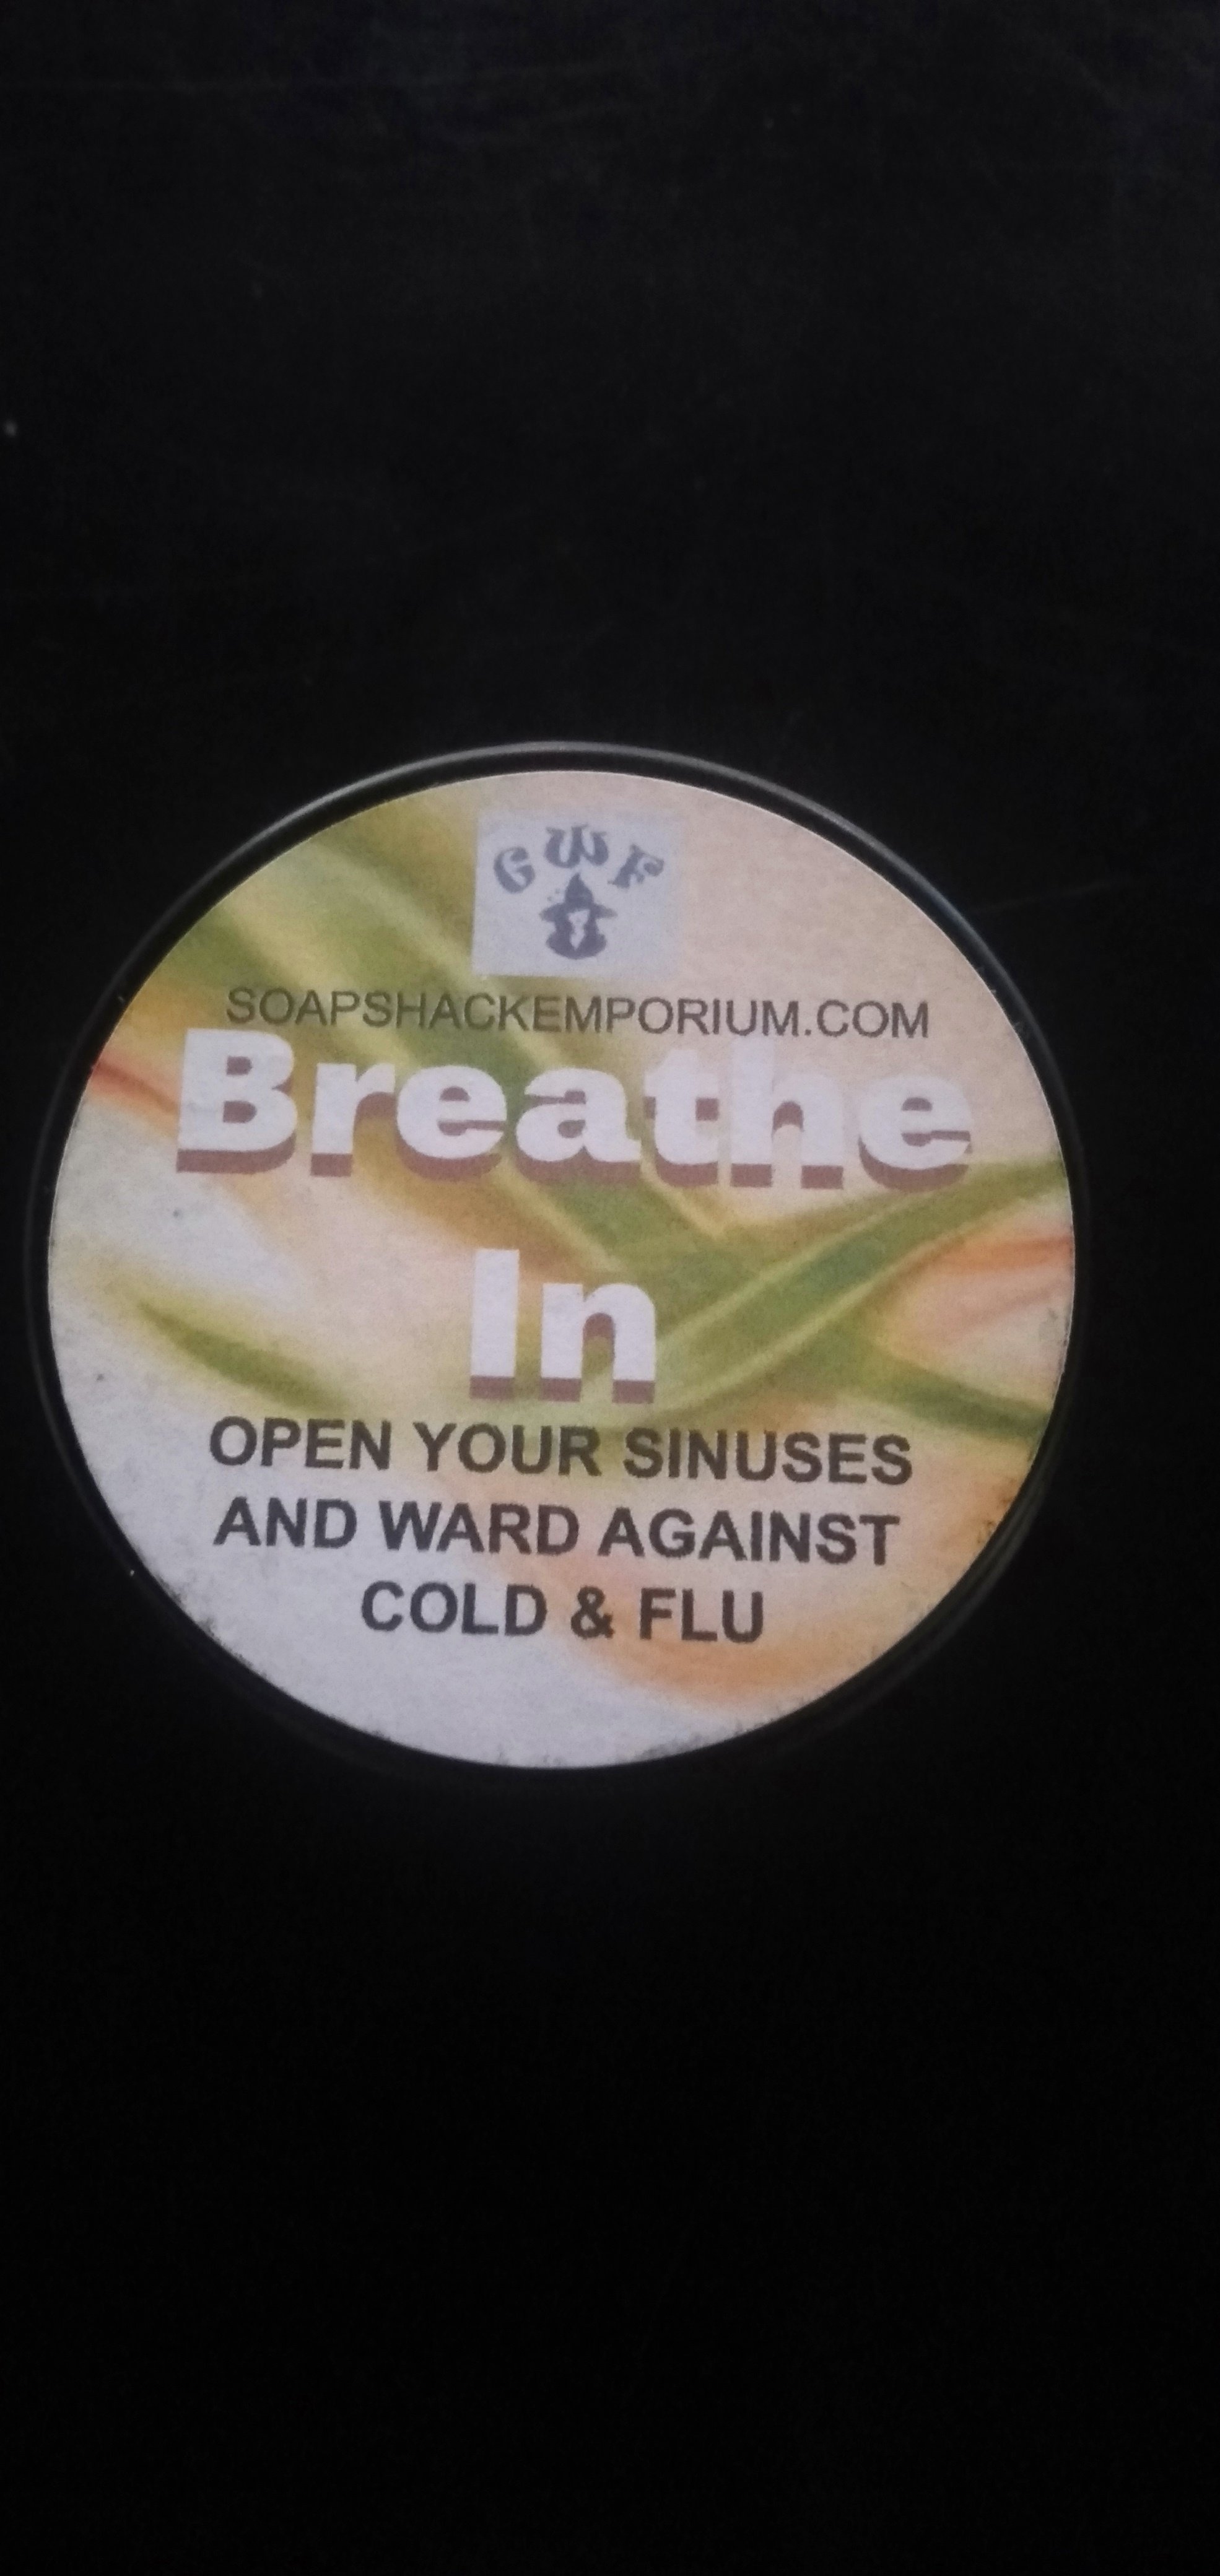 GWF
SOAPSHACKEMPORIUM.COM
Breathe
In
OPEN YOUR SINUSES
AND WARD AGAINST
COLD & FLU